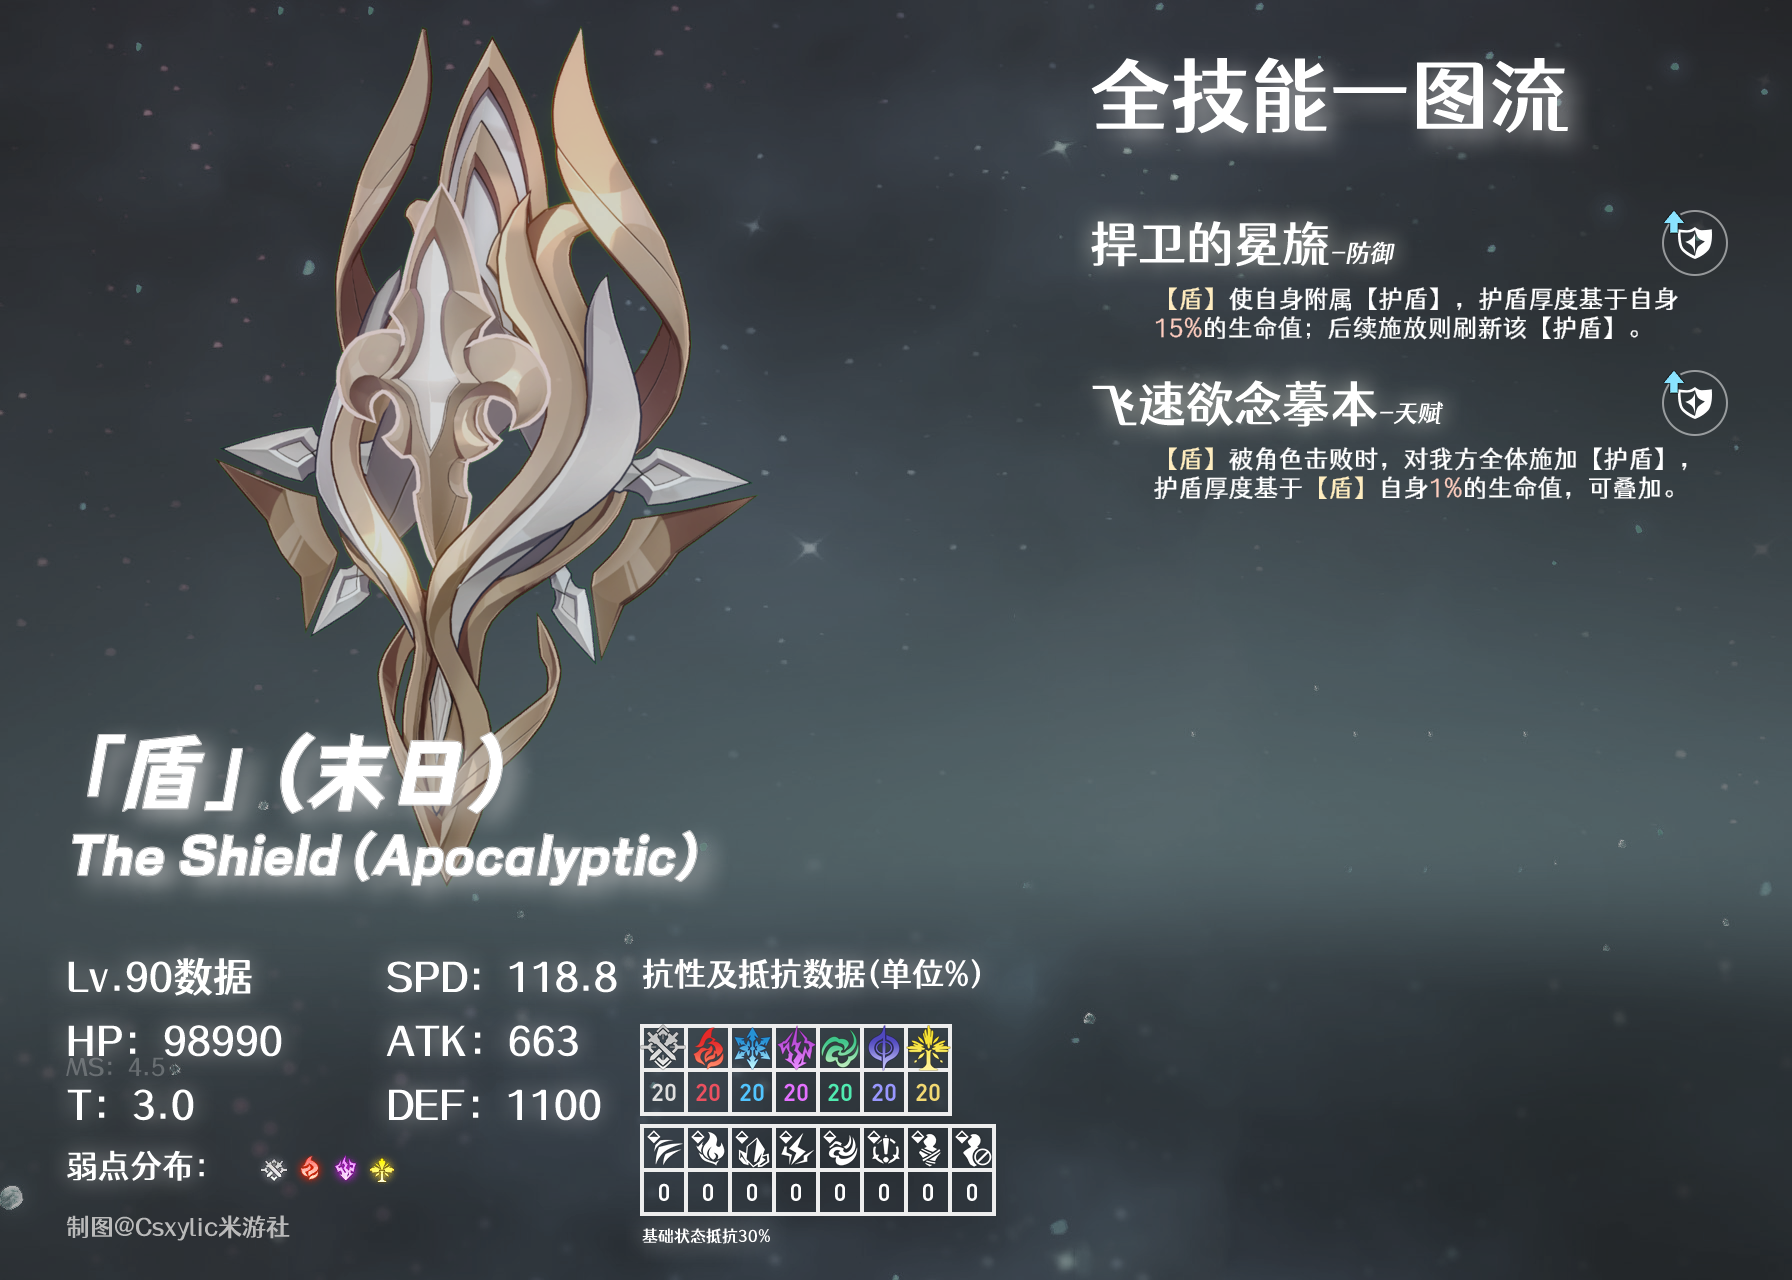 全技能一图流
捍卫的冕旒-防御
【盾】使自身附属【护盾】，护盾厚度基于自身
15%的生命值；后续施放则刷新该【护盾】。
飞速欲念摹本-天赋
【盾】被角色击败时，对我方全体施加【护盾】，
护盾厚度基于【盾】自身1%的生命值，可叠加。
「盾」(末日)
The Shield (Apocalyptic)
Lv.90数据
SPD: 118.8
HP: 98990
ATK: 663
MS: 4.5
T: 3.0
DEF: 1100
弱点分布:
制图@Csxylic米游社
抗性及抵抗数据(单位%)
20 20 20 20 20 20 20
0 0 0 0 0 0 0 0
基础状态抵抗30%